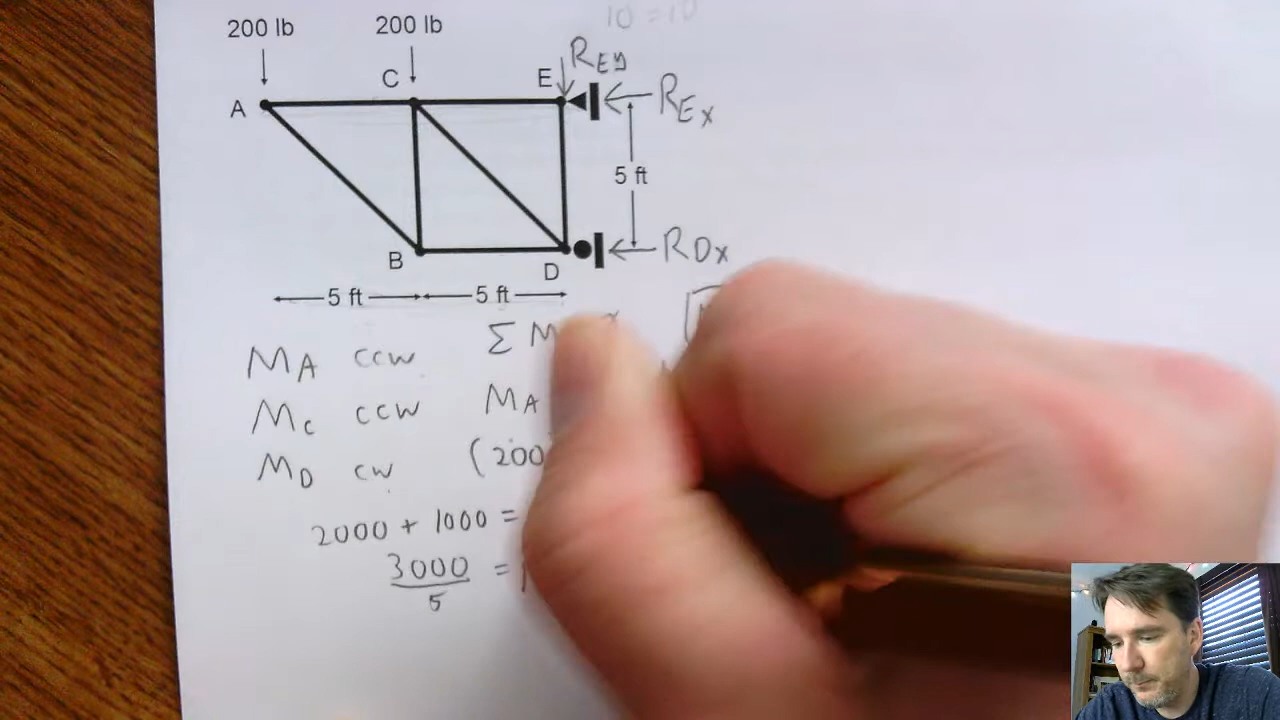 10 = 10
200 lb 200 lb
REy
C E
A REx
5 ft
B D RDx
5 ft 5 ft
Σ M
MA CCW
MC CCW MA
MD CW (200
2000 + 1000 =
3000 =
5